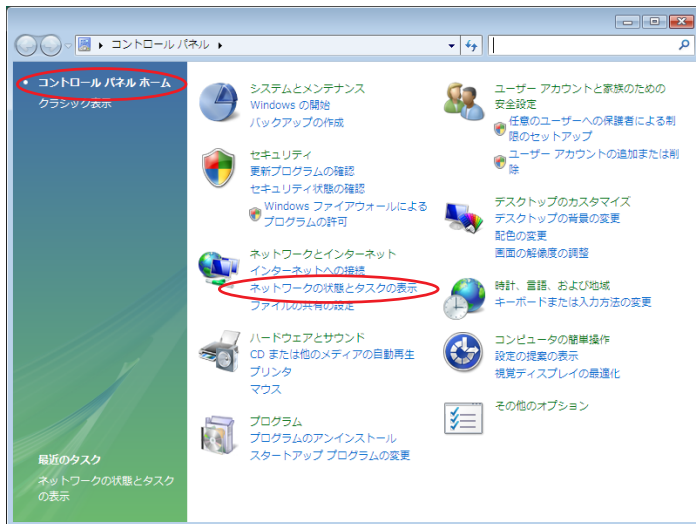 コントロール パネル
コントロール パネル ホーム
クラシック表示
システムとメンテナンス
Windows の開始
バックアップの作成
セキュリティ
更新プログラムの確認
セキュリティ状態の確認
Windows ファイアウォールによる
プログラムの許可
ネットワークとインターネット
インターネットへの接続
ネットワークの状態とタスクの表示
ファイルの共有の設定
ハードウェアとサウンド
CD または他のメディアの自動再生
プリンタ
マウス
プログラム
プログラムのアンインストール
スタートアップ プログラムの変更
ユーザー アカウントと家族のための
安全設定
任意のユーザーへの保護者による制
限のセットアップ
ユーザー アカウントの追加または削
除
デスクトップのカスタマイズ
デスクトップの背景の変更
配色の変更
画面の解像度の調整
時計、言語、および地域
キーボードまたは入力方法の変更
コンピュータの簡単操作
設定の提案の表示
視覚ディスプレイの最適化
その他のオプション
最近のタスク
ネットワークの状態とタスク
の表示